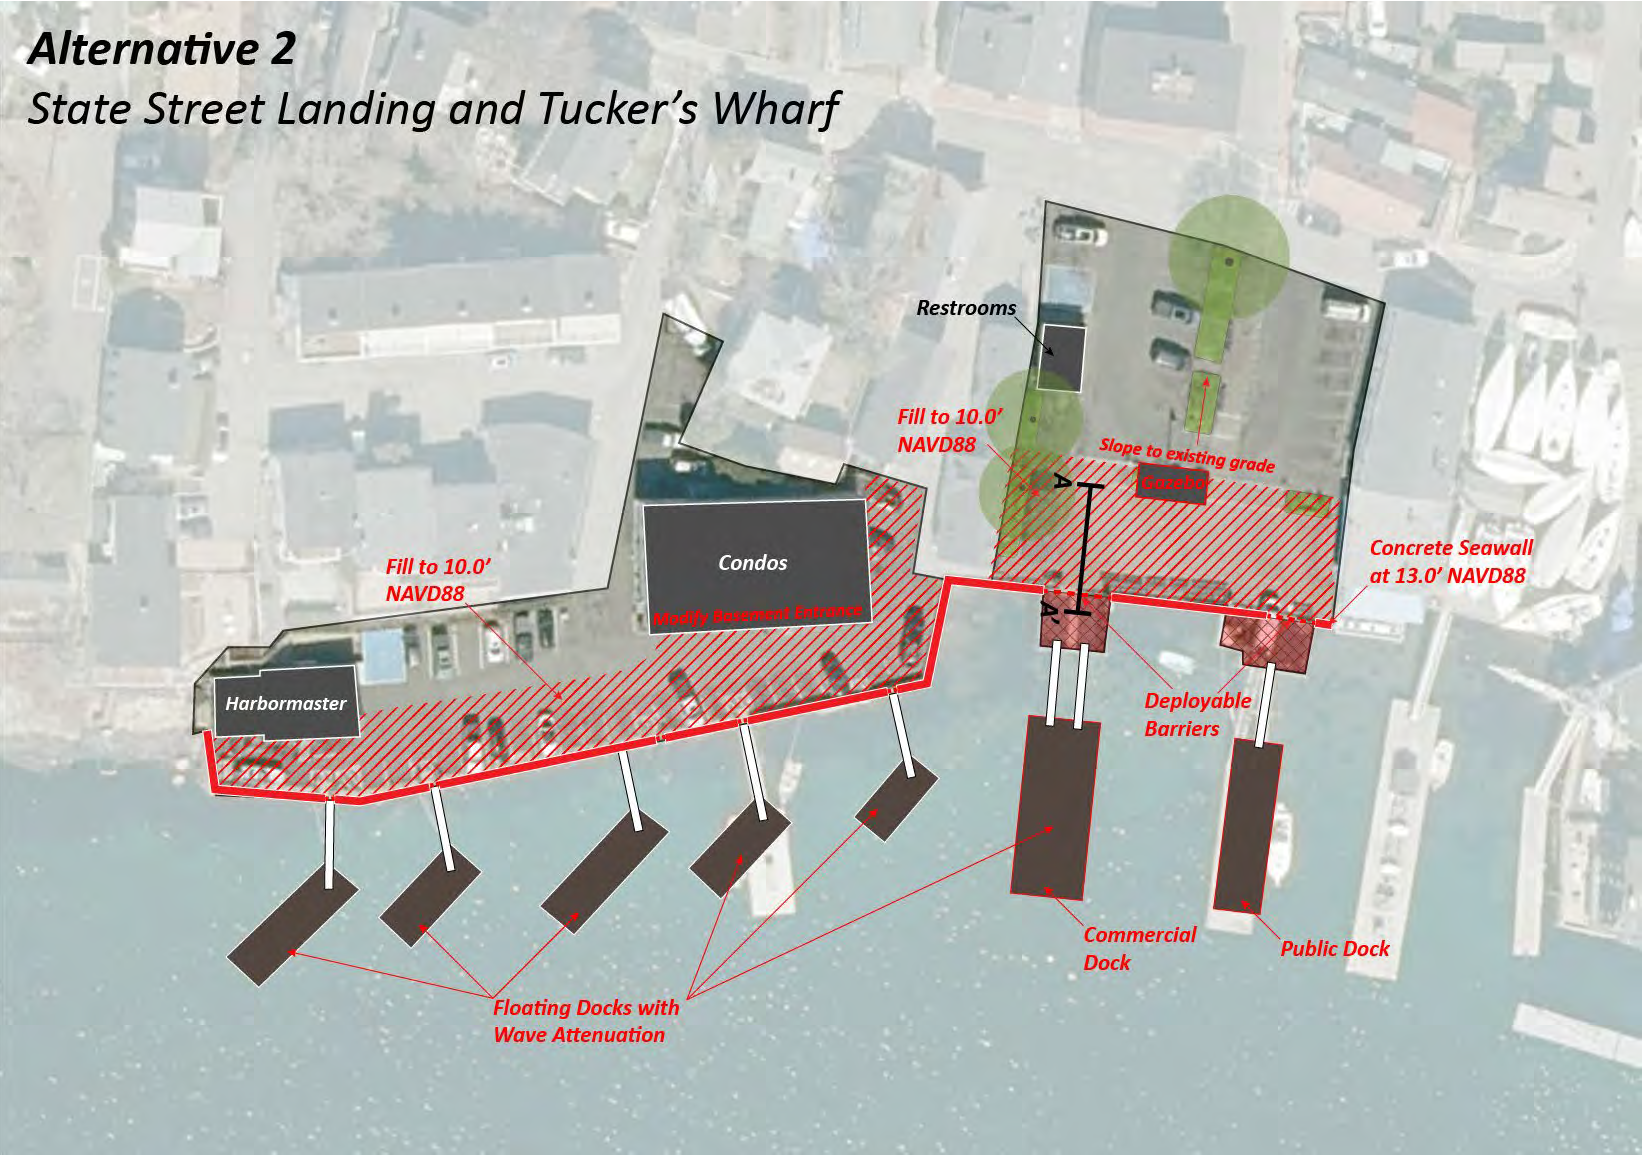 Alternative 2
State Street Landing and Tucker's Wharf
Restrooms
Fill to 10.0'
NAVD88
Slope to existing grade
Gazebo
A
Concrete Seawall
at 13.0' NAVD88
Fill to 10.0'
NAVD88
Condos
Modify Basement Entrance
A'
Harbormaster
Deployable
Barriers
Commercial
Dock
Public Dock
Floating Docks with
Wave Attenuation